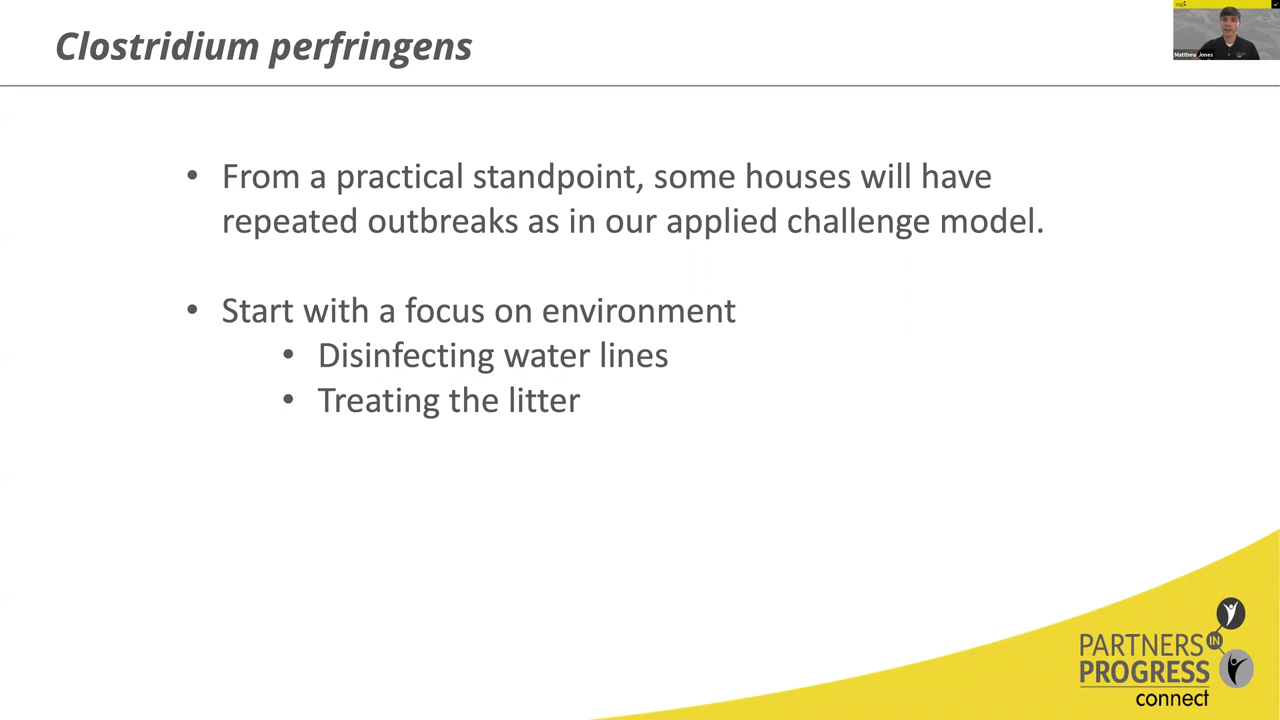 Clostridium perfringens
Matthew Jones
• From a practical standpoint, some houses will have
repeated outbreaks as in our applied challenge model.
• Start with a focus on environment
• Disinfecting water lines
• Treating the litter
PARTNERS IN
PROGRESS
connect